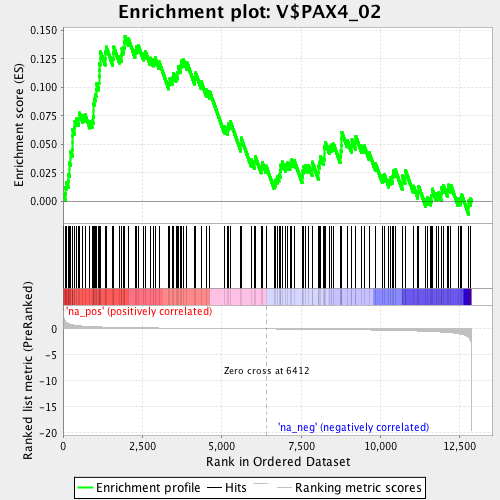 Enrichment plot: V$PAX4_02
Enrichment score (ES)
0.150
0.125
0.100
0.075
0.050
0.025
0.000
Ranked list metric (PreRanked)
'na_pos' (positively correlated)
0
-5
-10
-15
-20
Zero cross at 6412
'na_neg' (negatively correlated)
0
2,500
5,000
7,500
10,000
12,500
Rank in Ordered Dataset
Enrichment profile
Hits
Ranking metric scores